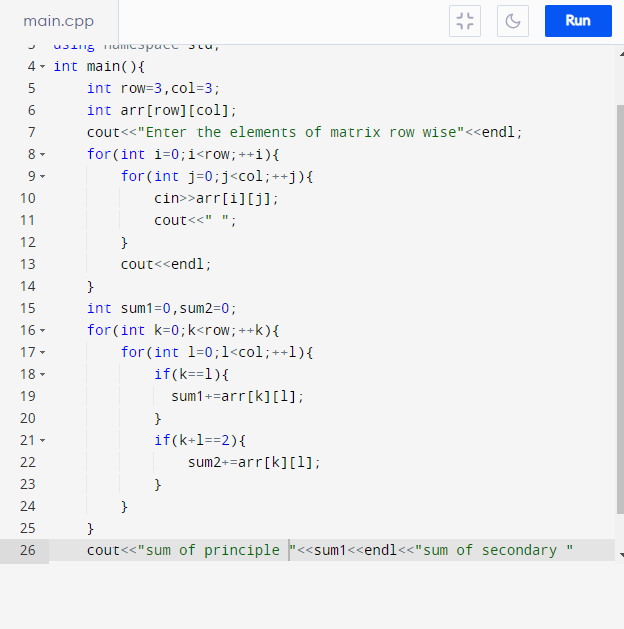 main.cpp
Run
using namespace std;
4 int main(){
5 int row=3,col=3;
6 int arr[row][col];
7 cout<<"Enter the elements of matrix row wise"<<endl;
8 for(int i=0;i<row;++i){
9 for(int j=0;j<col;++j){
10 cin>>arr[i][j];
11 cout<<" ";
12 }
13 cout<<endl;
14 }
15 int sum1=0,sum2=0;
16 for(int k=0;k<row;++k){
17 for(int l=0;l<col;++l){
18 if(k==l){
19 sum1+=arr[k][l];
20 }
21 if(k+l==2){
22 sum2+=arr[k][l];
23 }
24 }
25 }
26 cout<<"sum of principle "<<sum1<<endl<<"sum of secondary "